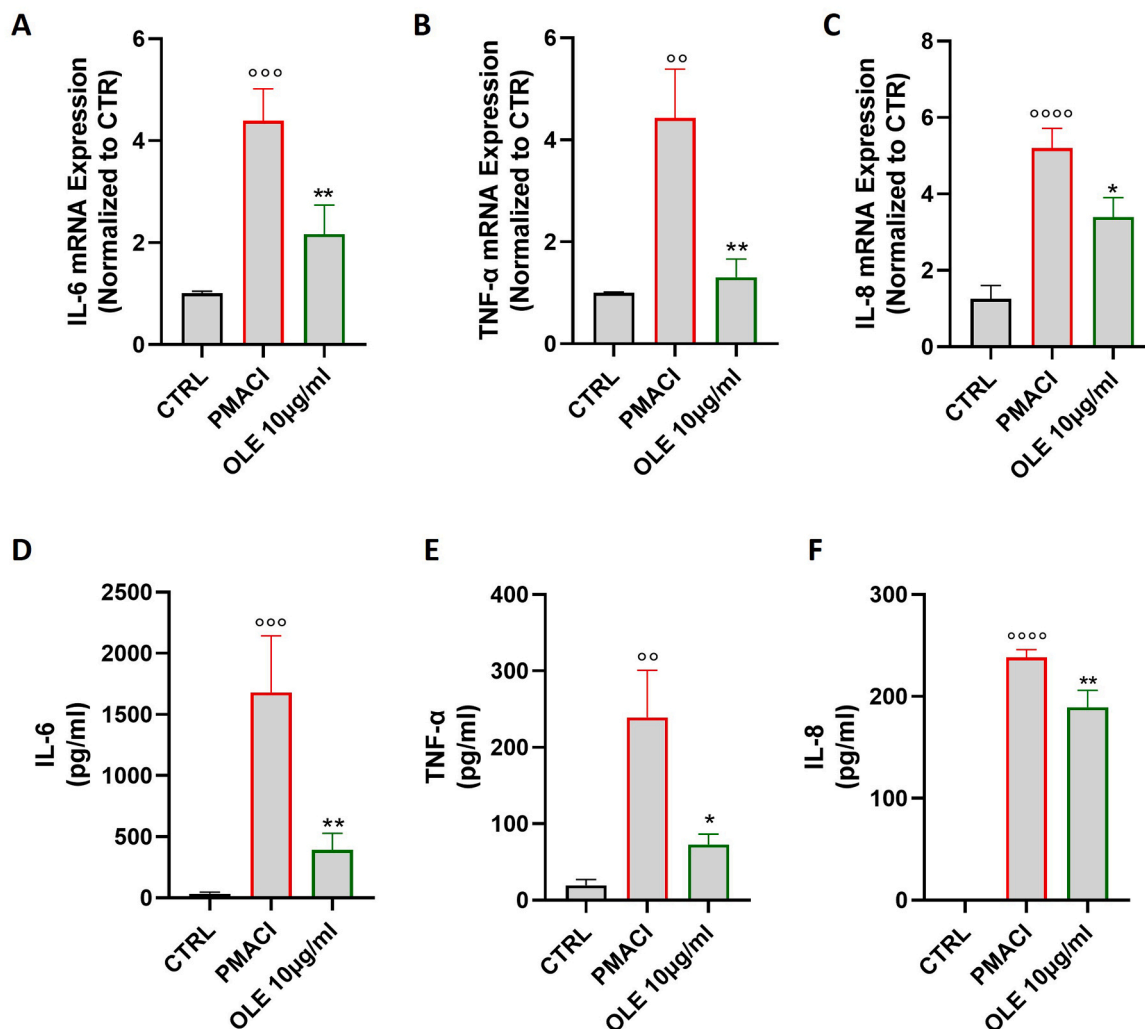 A
IL-6 mRNA Expression
(Normalized to CTR)
6
4
2
0
°°°
**
CTRL
PMACI
OLE 10µg/ml
B
TNF-α mRNA Expression
(Normalized to CTR)
6
4
2
0
°°
**
CTRL
PMACI
OLE 10µg/ml
C
IL-8 mRNA Expression
(Normalized to CTR)
8
6
4
2
0
°°°°
*
CTRL
PMACI
OLE 10µg/ml
D
IL-6
(pg/ml)
2500
2000
1500
1000
500
0
°°°
**
CTRL
PMACI
OLE 10µg/ml
E
TNF-α
(pg/ml)
400
300
200
100
0
°°
*
CTRL
PMACI
OLE 10µg/ml
F
IL-8
(pg/ml)
300
200
100
0
°°°°
**
CTRL
PMACI
OLE 10µg/ml